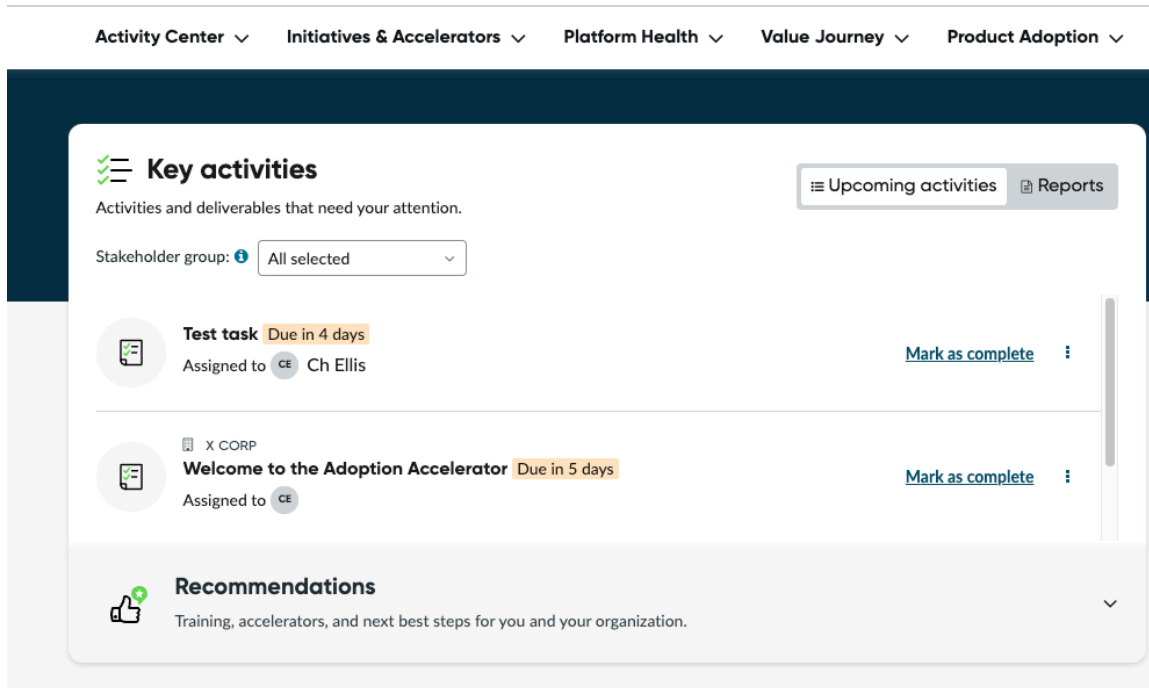 Activity Center Initiatives & Accelerators Platform Health Value Journey Product Adoption
Key activities
Upcoming activities Reports
Activities and deliverables that need your attention.
Stakeholder group: All selected
Test task Due in 4 days
Assigned to CE Ch Ellis
Mark as complete
X CORP
Welcome to the Adoption Accelerator Due in 5 days
Assigned to CE
Mark as complete
Recommendations
Training, accelerators, and next best steps for you and your organization.